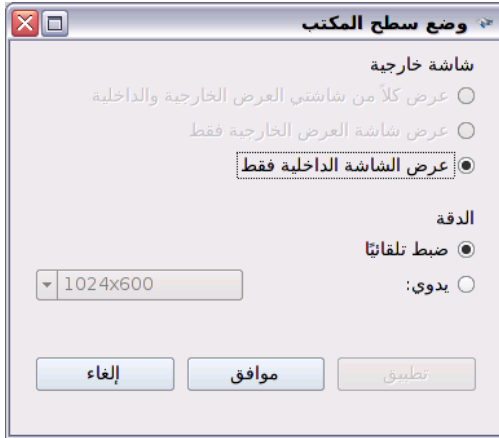 وضع سطح المكتب
شاشة خارجية
عرض كلاً من شاشتي العرض الخارجية والداخلية
عرض شاشة العرض الخارجية فقط
عرض الشاشة الداخلية فقط
الدقة
ضبط تلقائيًا
يدوي: 1024x600
تطبيق موافق إلغاء